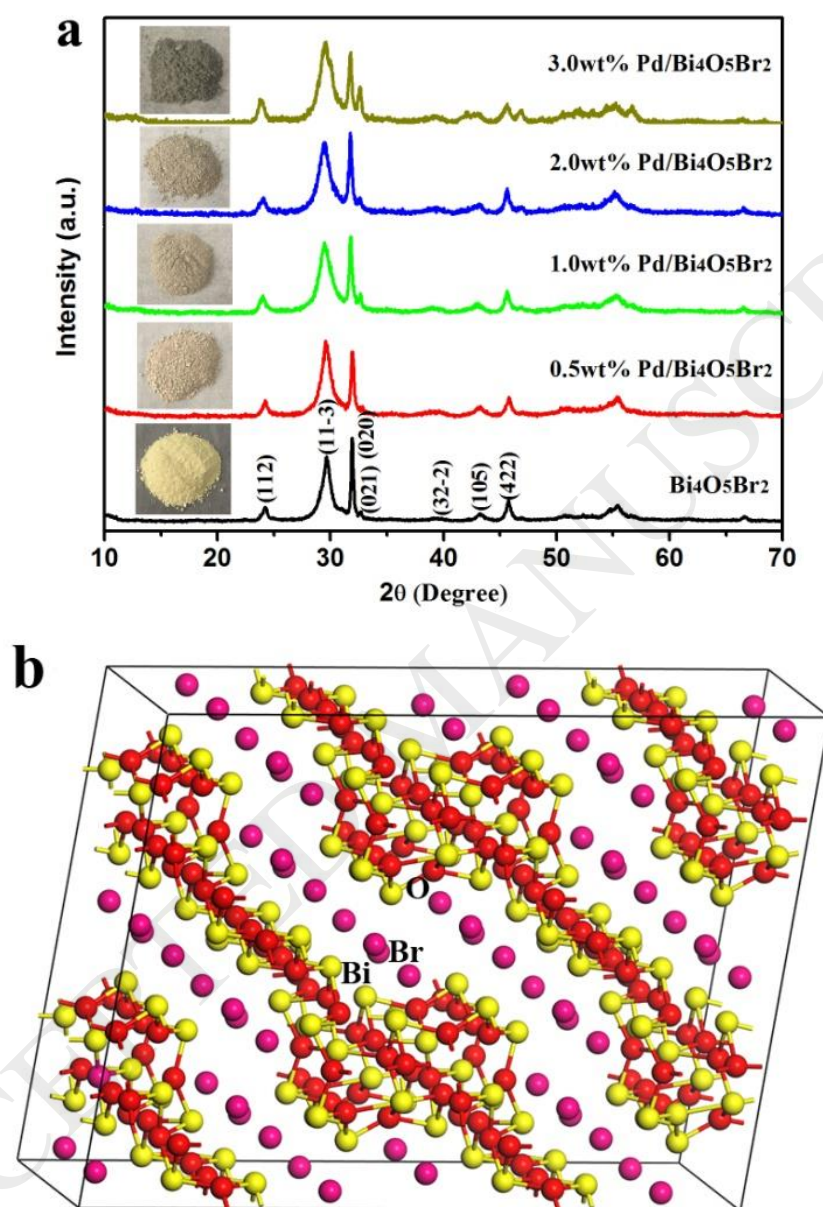 a
3.0wt% Pd/Bi4O5Br2
2.0wt% Pd/Bi4O5Br2
1.0wt% Pd/Bi4O5Br2
0.5wt% Pd/Bi4O5Br2
Bi4O5Br2
(112)
(11-3)
(021)
(020)
(32-2)
(105)
(422)
Intensity (a.u.)
10 20 30 40 50 60 70
2θ (Degree)
b
O
Br
Bi
CEPTED MANUSCR